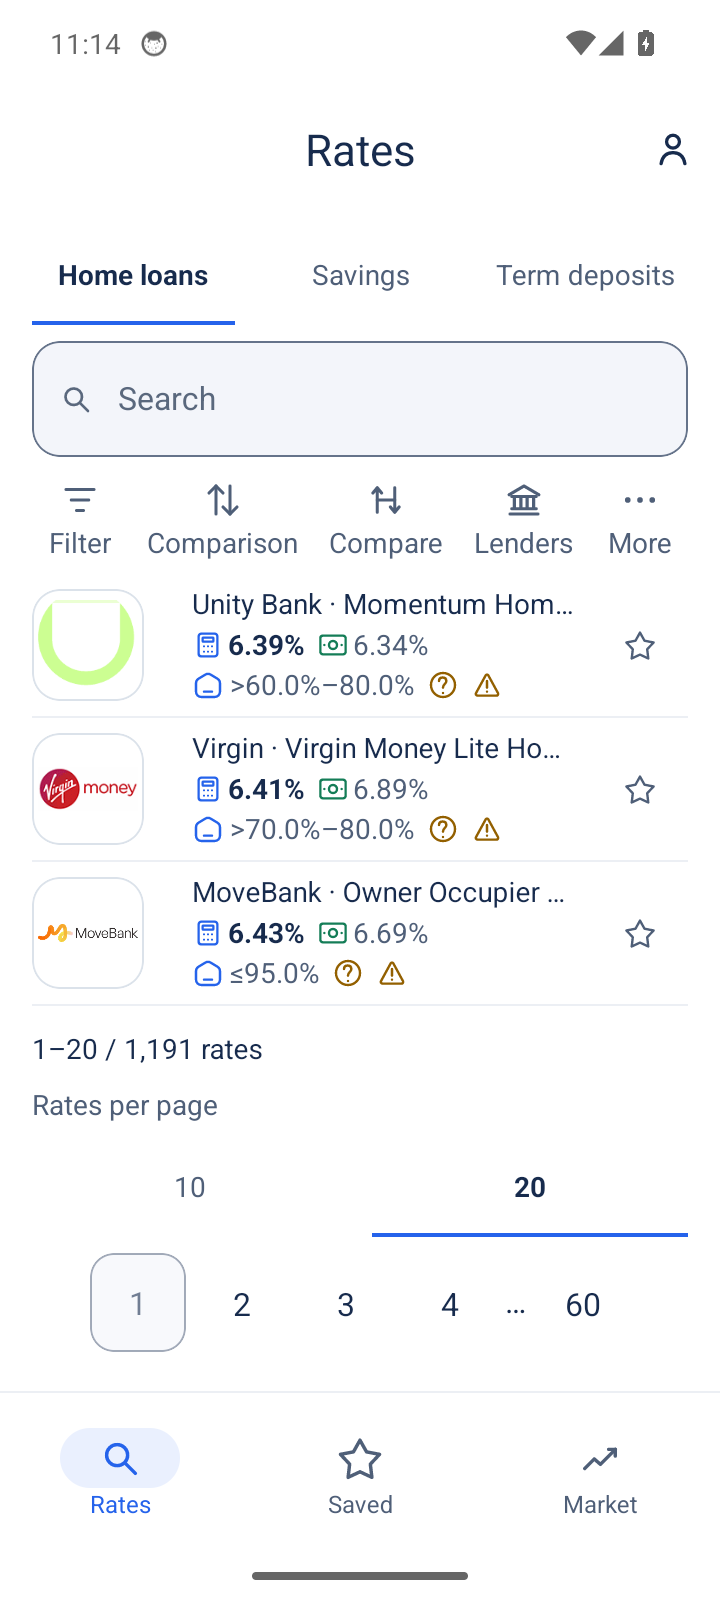 11:14
Rates
Home loans
Savings
Term deposits
Search
Filter
Comparison
Compare
Lenders
More
Unity Bank · Momentum Hom...
6.39% 6.34%
>60.0%–80.0%
Virgin money
Virgin · Virgin Money Lite Ho...
6.41% 6.89%
>70.0%–80.0%
MoveBank
MoveBank · Owner Occupier ...
6.43% 6.69%
≤95.0%
1–20 / 1,191 rates
Rates per page
10
20
1 2 3 4 ... 60
Rates
Saved
Market